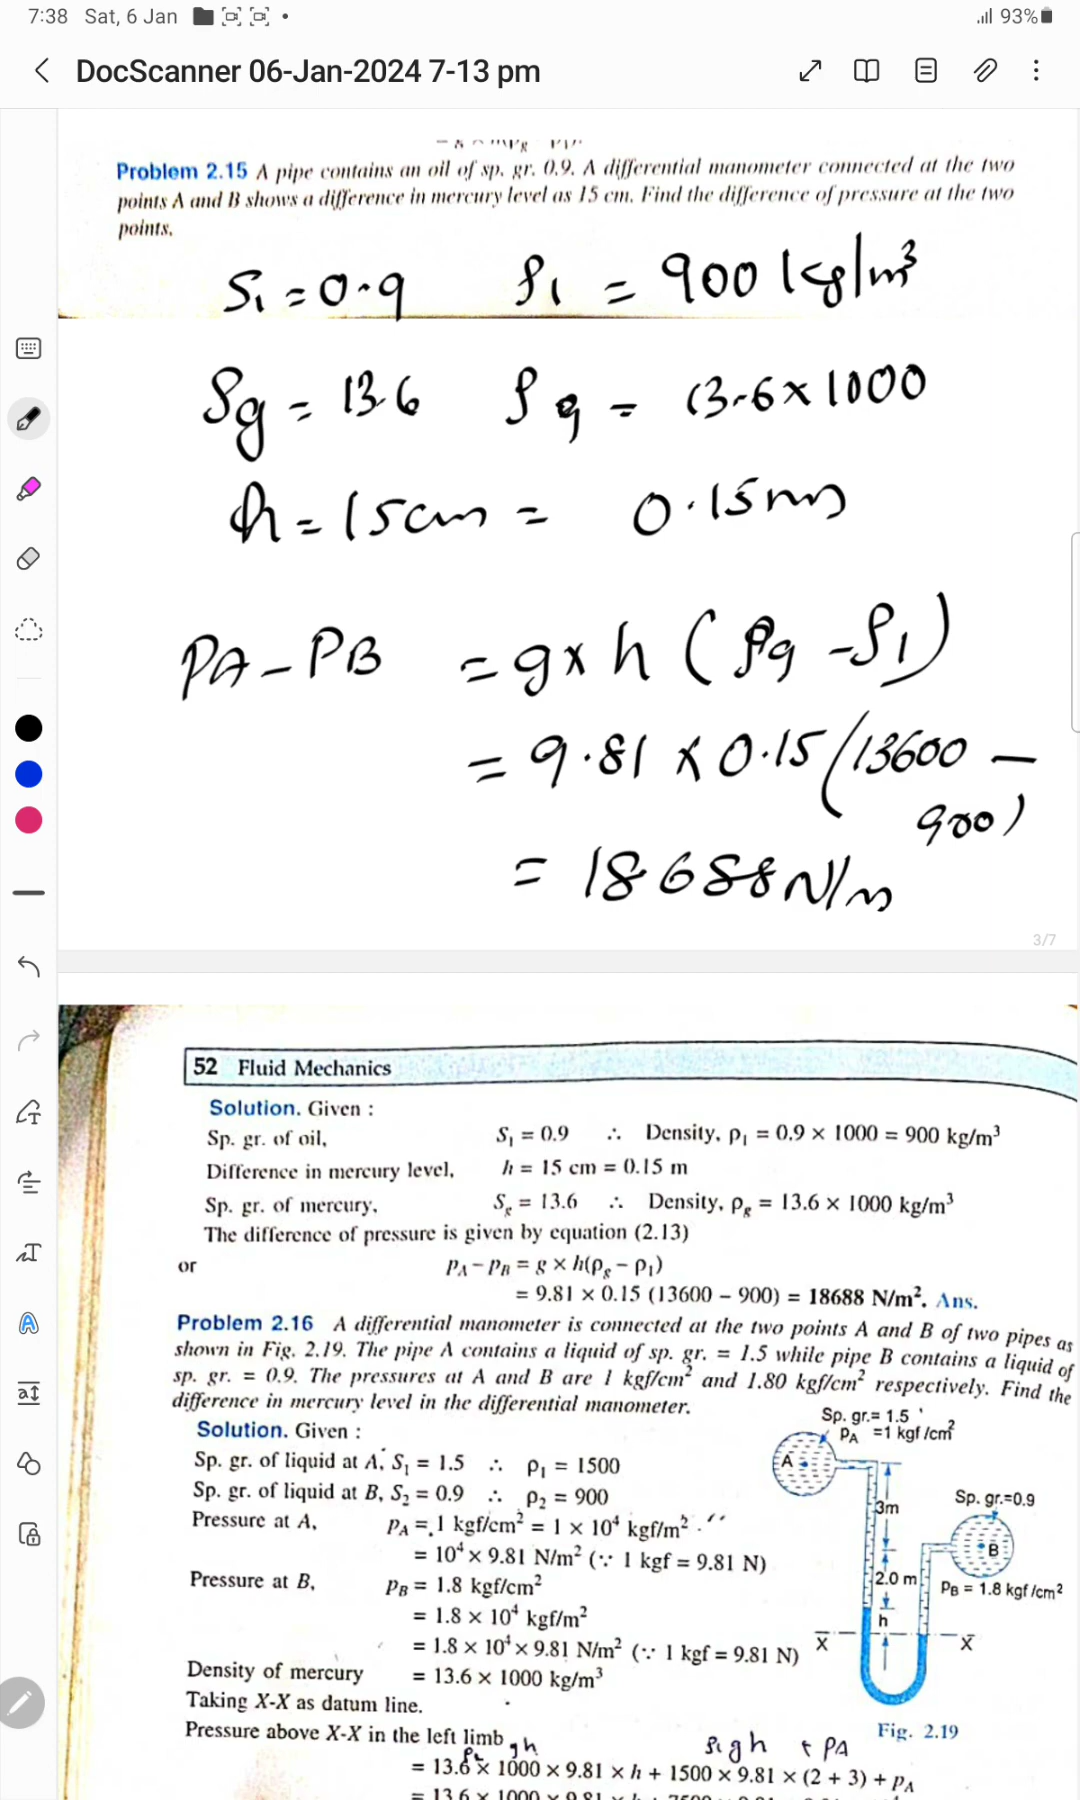 7:38 Sat, 6 Jan
93%
DocScanner 06-Jan-2024 7-13 pm
Problem 2.15 A pipe contains an oil of sp. gr. 0.9. A differential manometer connected at the two
points A and B shows a difference in mercury level as 15 cm. Find the difference of pressure at the two
points.
S₁ = 0.9 ρ₁ = 900 kg/m³
Sg = 13.6 ρg = 13.6 × 1000
h = 15cm = 0.15m
PA - PB = g × h (ρg - ρ₁)
= 9.81 × 0.15 (13600 -
900)
= 18688 N/m
3/7
52 Fluid Mechanics
Solution. Given :
Sp. gr. of oil, S₁ = 0.9 ∴ Density, ρ₁ = 0.9 × 1000 = 900 kg/m³
Difference in mercury level, h = 15 cm = 0.15 m
Sp. gr. of mercury, Sg = 13.6 ∴ Density, ρg = 13.6 × 1000 kg/m³
The difference of pressure is given by equation (2.13)
or pA - pB = g × h(ρg - ρ₁)
= 9.81 × 0.15 (13600 – 900) = 18688 N/m². Ans.
Problem 2.16 A differential manometer is connected at the two points A and B of two pipes as
shown in Fig. 2.19. The pipe A contains a liquid of sp. gr. = 1.5 while pipe B contains a liquid of
sp. gr. = 0.9. The pressures at A and B are 1 kgf/cm² and 1.80 kgf/cm² respectively. Find the
difference in mercury level in the differential manometer.
Solution. Given :
Sp. gr. of liquid at A, S₁ = 1.5 ∴ ρ₁ = 1500
Sp. gr. of liquid at B, S₂ = 0.9 ∴ ρ₂ = 900
Pressure at A, pA = 1 kgf/cm² = 1 × 10⁴ kgf/m²
= 10⁴ × 9.81 N/m² (∵ 1 kgf = 9.81 N)
Pressure at B, pB = 1.8 kgf/cm²
= 1.8 × 10⁴ kgf/m²
= 1.8 × 10⁴ × 9.81 N/m² (∵ 1 kgf = 9.81 N)
Density of mercury = 13.6 × 1000 kg/m³
Taking X-X as datum line.
Pressure above X-X in the left limb
= 13.6 × 1000 × 9.81 × h + 1500 × 9.81 × (2 + 3) + pA
Sp. gr.= 1.5
PA =1 kgf/cm²
A
3m
Sp. gr.=0.9
B
2.0 m
PB = 1.8 kgf/cm²
h
X X
Fig. 2.19
gh ρ₁gh + PA